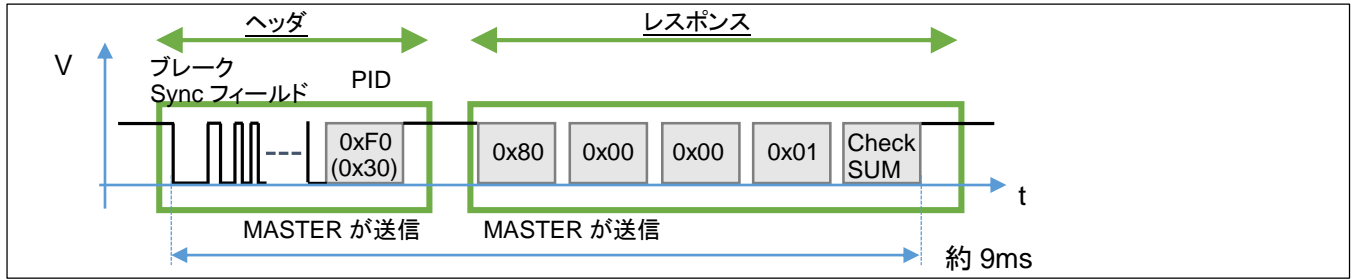 ヘッダ
レスポンス
V
ブレーク
Sync フィールド
PID
0xF0
(0x30)
0x80
0x00
0x00
0x01
Check
SUM
t
MASTER が送信
MASTER が送信
約 9ms